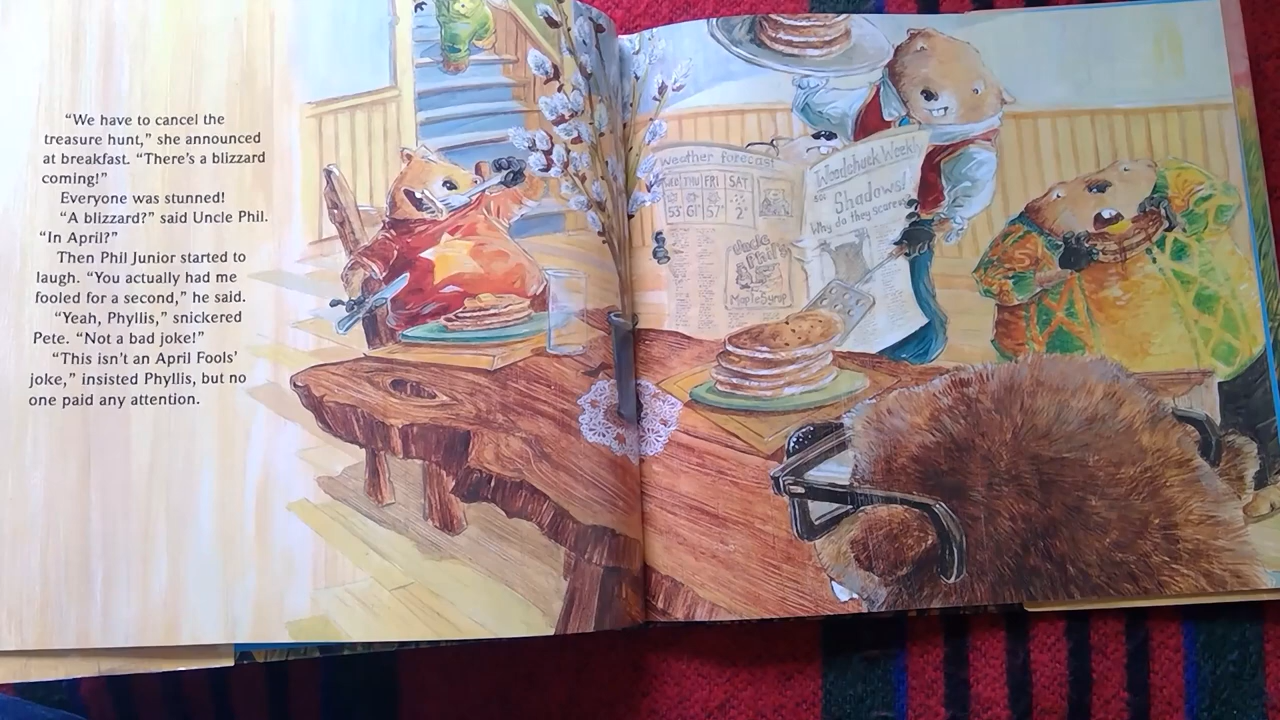 “We have to cancel the
treasure hunt,” she announced
at breakfast. “There’s a blizzard
coming!”
Everyone was stunned!
“A blizzard?” said Uncle Phil.
“In April?”
Then Phil Junior started to
laugh. “You actually had me
fooled for a second,” he said.
“Yeah, Phyllis,” snickered
Pete. “Not a bad joke!”
“This isn’t an April Fools’
joke,” insisted Phyllis, but no
one paid any attention.
Weather forecast
WED THU FRI SAT
55° 61° 57° 2°
Uncle
Phil's
Maple Syrup
Woodchuck Weekly
Shadows!
Why do they scare us